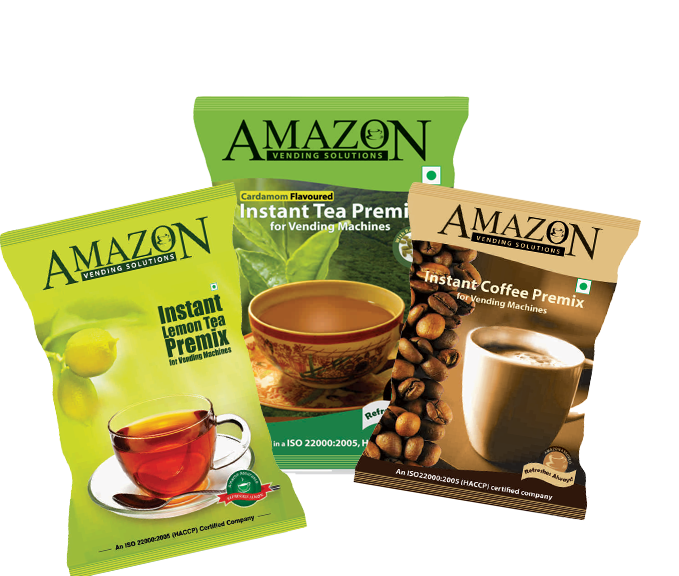 AMAZON
VENDING SOLUTIONS
Cardamom Flavoured
Instant Tea Premi
for Vending Machines
in a ISO 22000:2005, H
AMAZON
VENDING SOLUTIONS
Instant
Lemon Tea
Premix
for Vending Machines
An ISO 22000:2005 (HACCP) Certified Company
AMAZON
VENDING SOLUTIONS
Instant Coffee Premix
for Vending Machines
Refreshes Always!
An ISO22000:2005 (HACCP) certified company